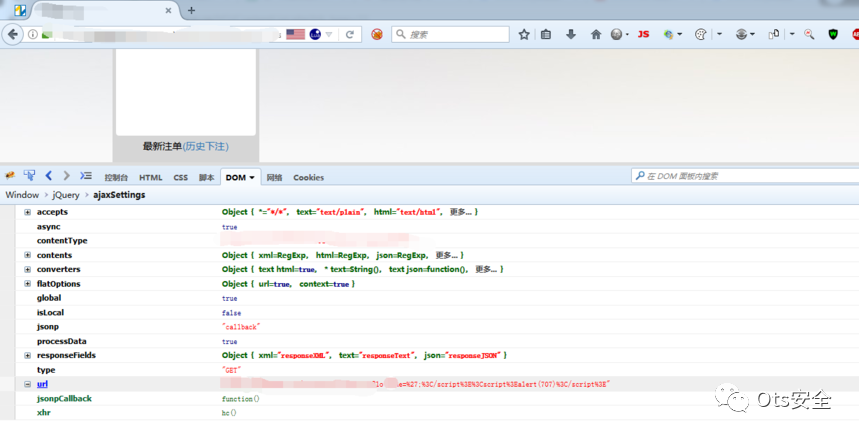 搜索
JS
最新注单(历史下注)
控制台 HTML CSS 脚本 DOM 网络 Cookies
在 DOM 面板内搜索
Window jQuery ajaxSettings
accepts Object { *="*/*", text="text/plain", html="text/html", 更多... }
async true
contentType
contents Object { xml=RegExp, html=RegExp, json=RegExp, 更多... }
converters Object { text html=true, * text=String(), text json=function(), 更多... }
flatOptions Object { url=true, context=true }
global true
isLocal false
jsonp "callback"
processData true
responseFields Object { xml="responseXML", text="responseText", json="responseJSON" }
type "GET"
url e=%27;%3C/script%3E%3Cscript%3Ealert(707)%3C/script%3E"
jsonpCallback function()
xhr hc()
Ots安全